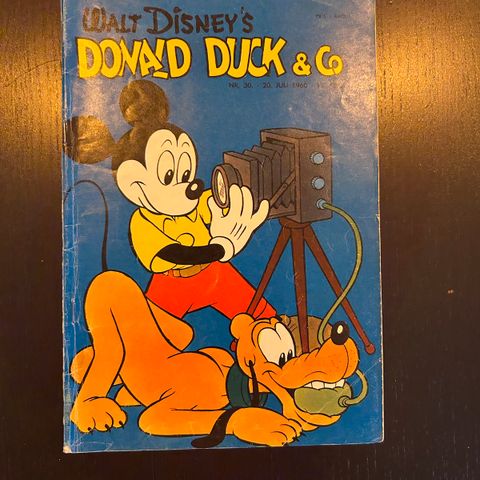 WALT DISNEY'S
DONALD DUCK & Co
NR. 30. - 20. JULI 1960